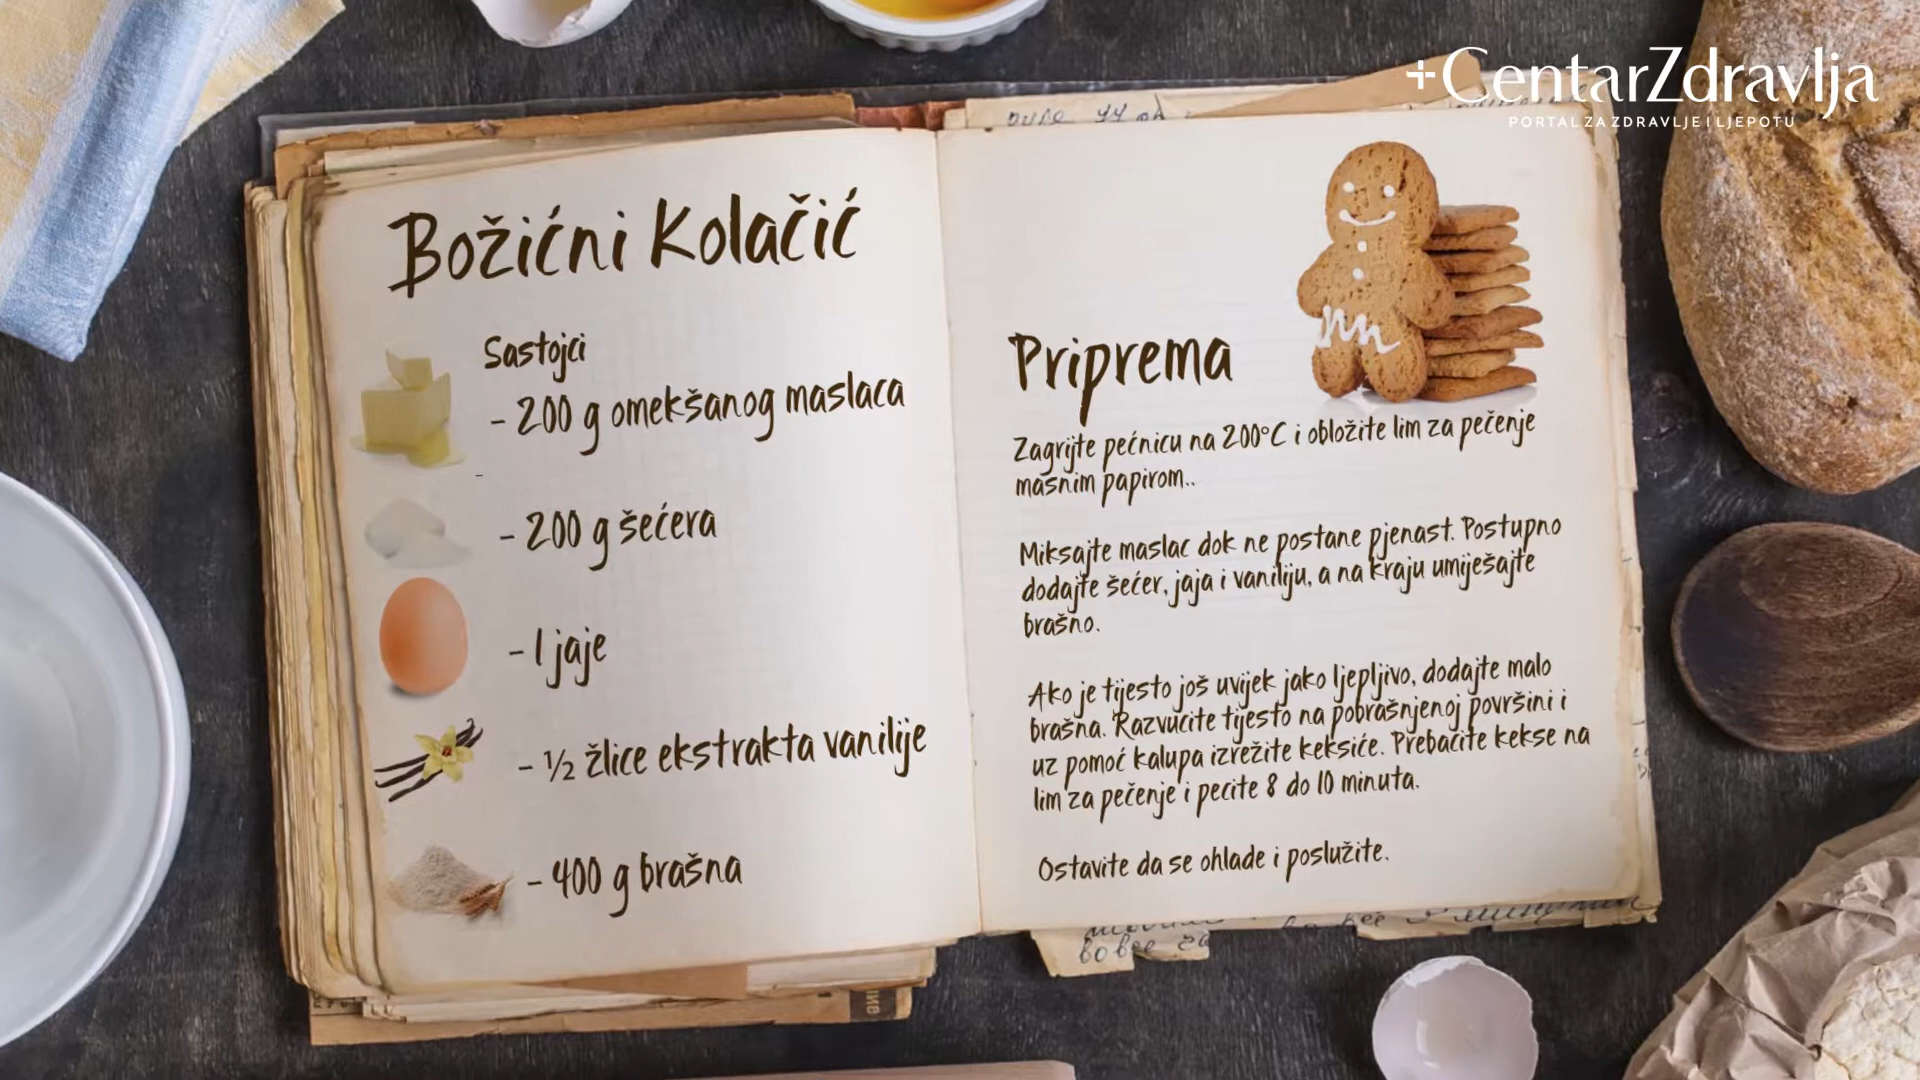 +CentarZdravlja
PORTAL ZA ZDRAVLJE I LJEPOTU
Božićni Kolačić
Sastojci
- 200 g omekšanog maslaca
-
- 200 g šećera
- 1 jaje
- ½ žlice ekstrakta vanilije
- 400 g brašna
Priprema
Zagrijte pećnicu na 200°C i obložite lim za pečenje
masnim papirom..
Miksajte maslac dok ne postane pjenast. Postupno
dodajte šećer, jaja i vaniliju, a na kraju umiješajte
brašno.
Ako je tijesto još uvijek jako ljepljivo, dodajte malo
brašna. Razvucite tijesto na pobrašnjenoj površini i
uz pomoć kalupa izrežite keksiće. Prebacite kekse na
lim za pečenje i pecite 8 do 10 minuta.
Ostavite da se ohlade i poslužite.